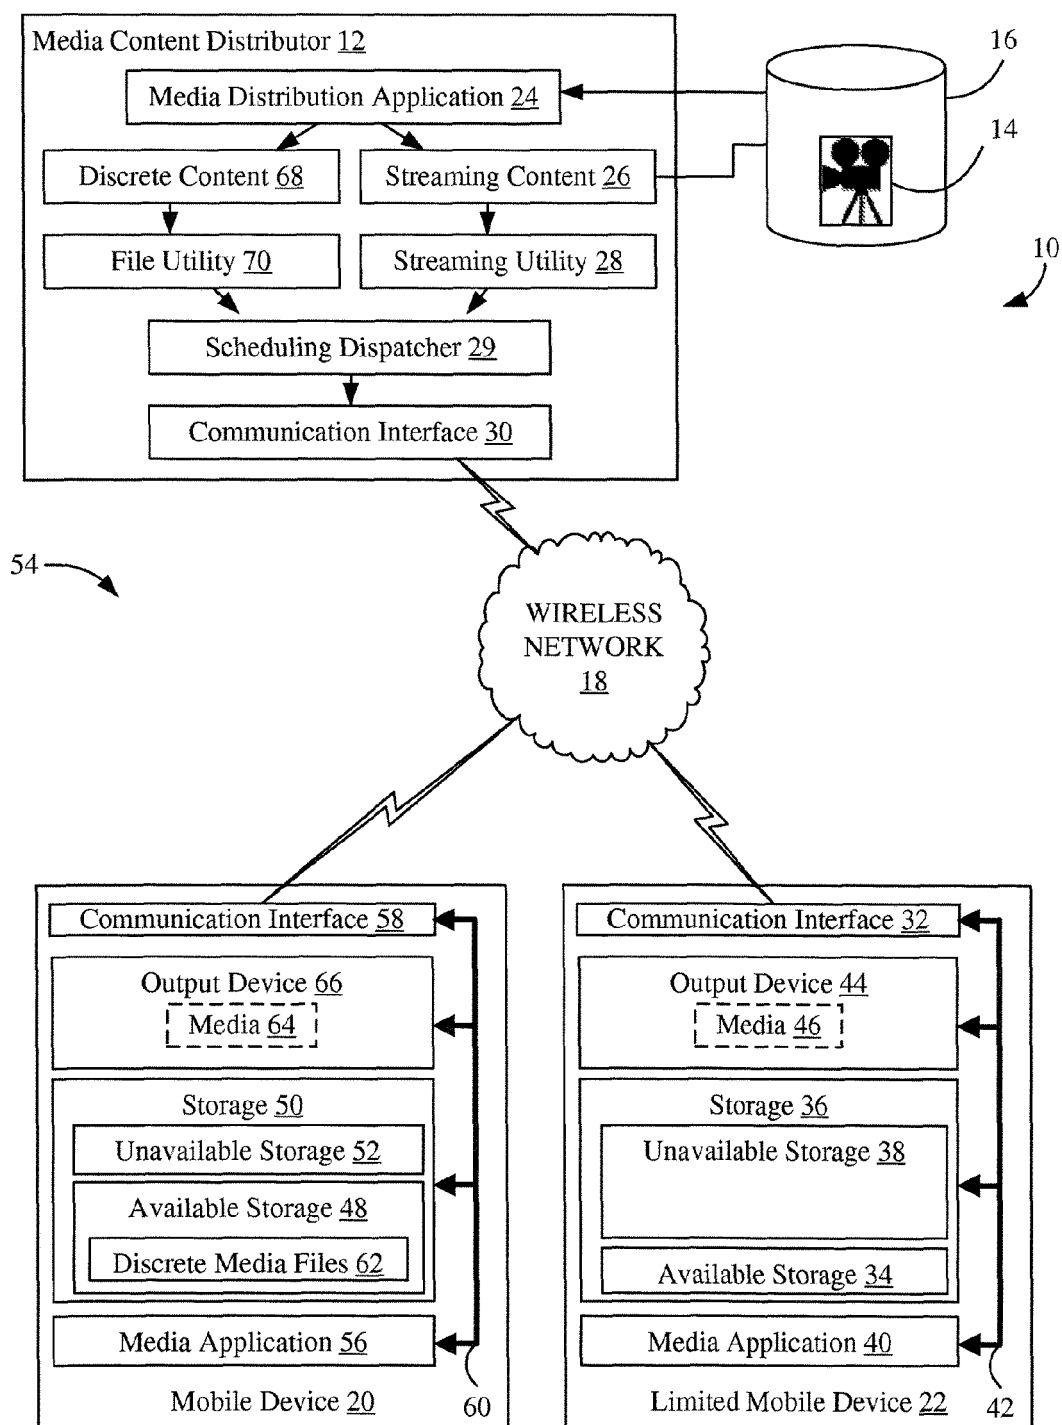 Media Content Distributor 12
16
Media Distribution Application 24
14
Discrete Content 68
Streaming Content 26
File Utility 70
Streaming Utility 28
10
Scheduling Dispatcher 29
Communication Interface 30
54
WIRELESS
NETWORK
18
Communication Interface 58
Output Device 66
Media 64
Storage 50
Unavailable Storage 52
Available Storage 48
Discrete Media Files 62
Media Application 56
Mobile Device 20
60
Communication Interface 32
Output Device 44
Media 46
Storage 36
Unavailable Storage 38
Available Storage 34
Media Application 40
Limited Mobile Device 22
42